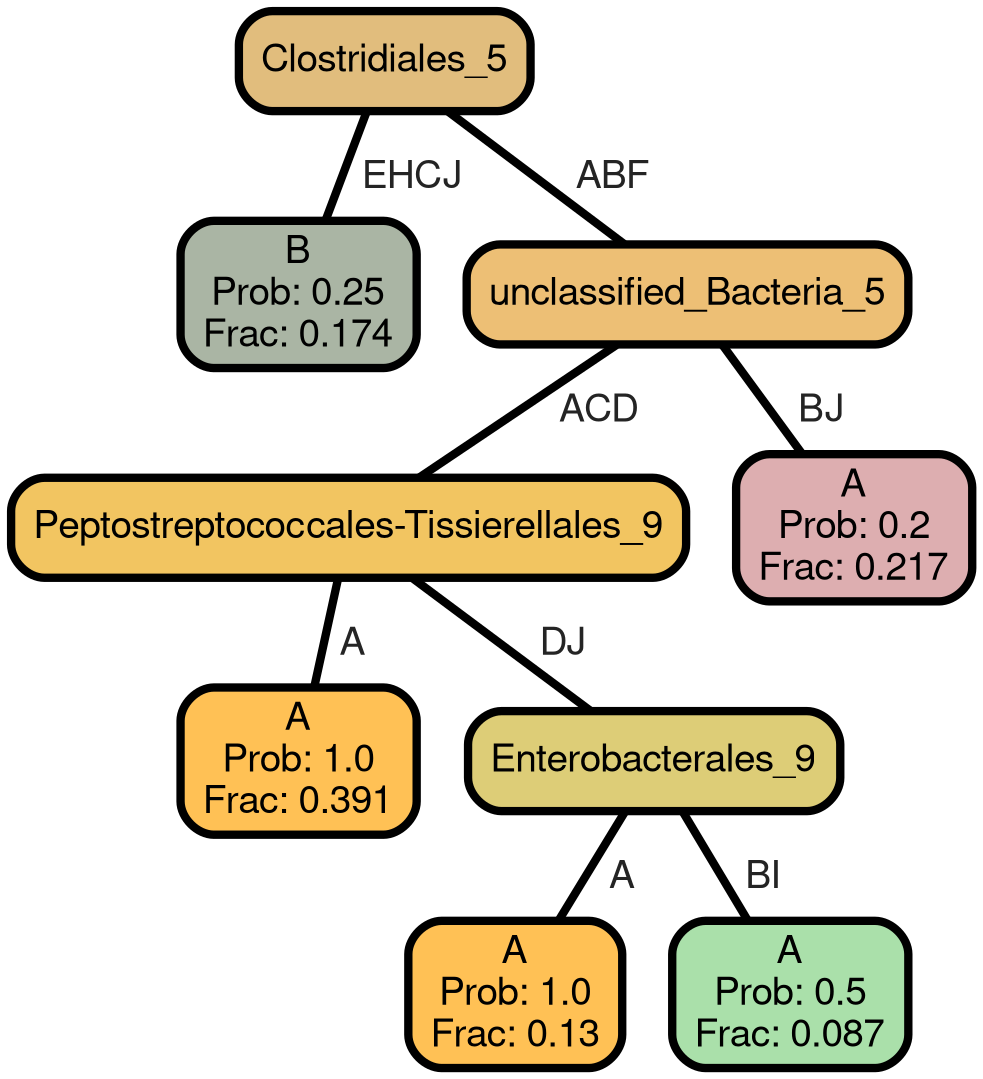 Clostridiales_5
EHCJ
ABF
B
Prob: 0.25
Frac: 0.174
unclassified_Bacteria_5
ACD
BJ
Peptostreptococcales-Tissierellales_9
A
Prob: 0.2
Frac: 0.217
A
DJ
A
Prob: 1.0
Frac: 0.391
Enterobacterales_9
A
BI
A
Prob: 1.0
Frac: 0.13
A
Prob: 0.5
Frac: 0.087